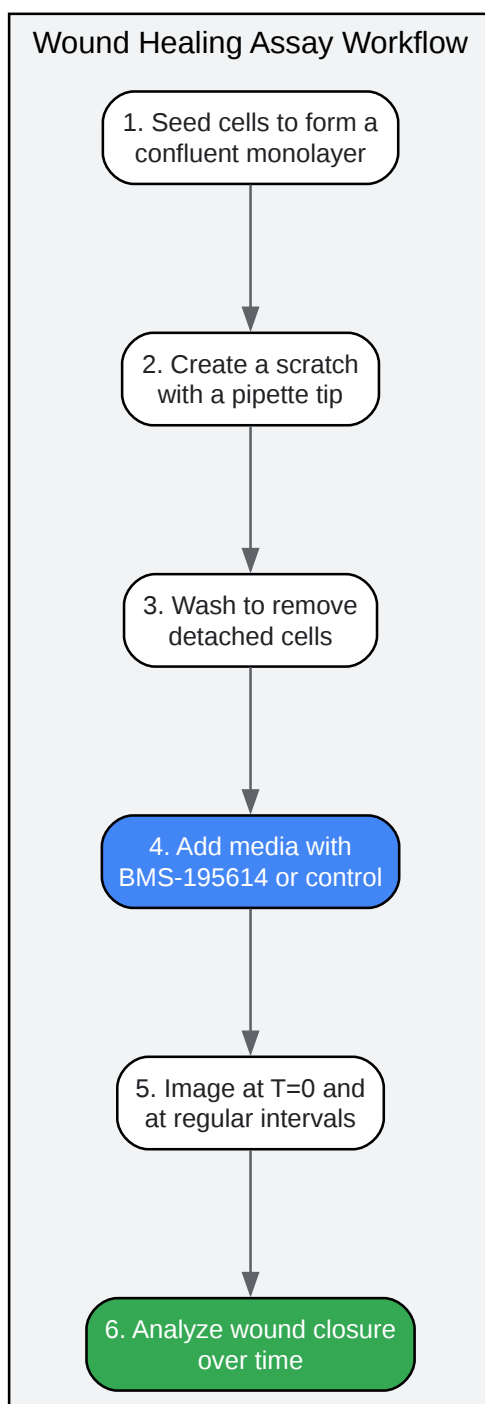 Wound Healing Assay Workflow
1. Seed cells to form a
confluent monolayer
2. Create a scratch
with a pipette tip
3. Wash to remove
detached cells
4. Add media with
BMS-195614 or control
5. Image at T=0 and
at regular intervals
6. Analyze wound closure
over time